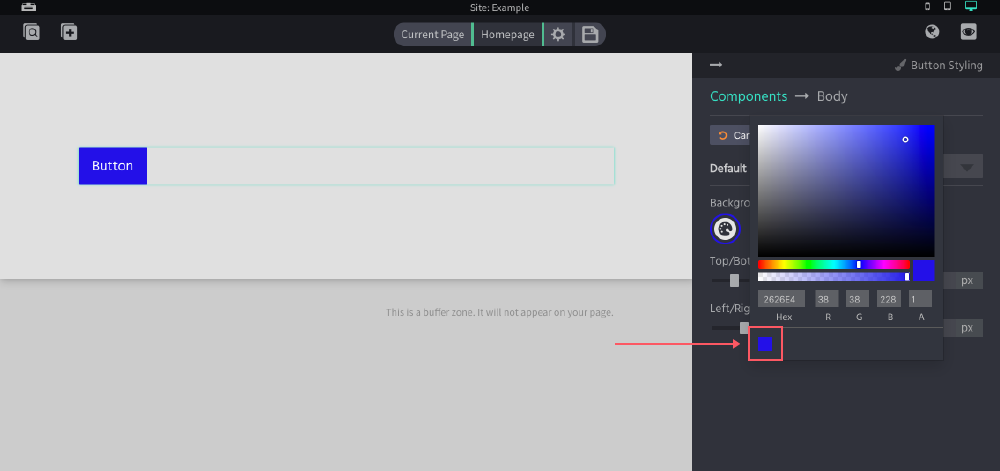 Site: Example
Current Page
Homepage
Button Styling
Components → Body
Button
Can
Default
Backgro
Top/Bot
px
2626E4
38
38
228
1
Hex
R
G
B
A
Left/Rig
px
This is a buffer zone. It will not appear on your page.